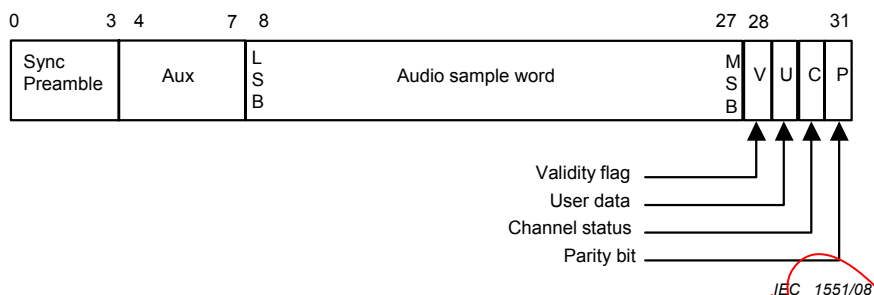 0 3 4 7 8 27 28 31
Sync
Preamble
Aux
L
S
B
Audio sample word
M
S
B
V U C P
Validity flag
User data
Channel status
Parity bit
IEC 1551/08